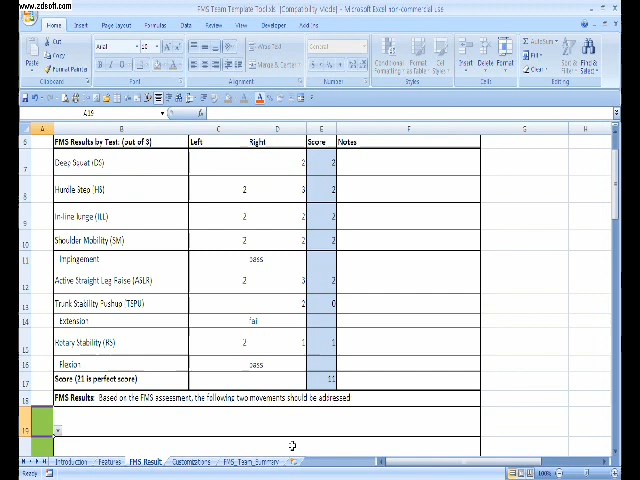 www.zdsoft.com
FMS Team Template Tool.xls [Compatibility Mode] - Microsoft Excel non-commercial use
Home Insert Page Layout Formulas Data Review View Developer Add-Ins
Paste Cut Copy Format Painter
Clipboard
Arial 10
Font
Wrap Text
Merge & Center
Alignment
General
Number
Conditional Formatting Format as Table Cell Styles
Styles
Insert Delete Format
Cells
AutoSum Fill Clear
Sort & Filter Find & Select
Editing
A19
A B C D E F G H
6 FMS Results by Test: (out of 3) Left Right Score Notes
7 Deep Squat (DS) 2 2
8 Hurdle Step (HS) 2 3 2
9 In-line lunge (ILL) 2 2 2
10 Shoulder Mobility (SM) 2 2 2
11 Impingement pass
12 Active Straight Leg Raise (ASLR) 2 3 2
13 Trunk Stability Pushup (TSPU) 2 0
14 Extension fail
15 Rotary Stability (RS) 2 1 1
16 Flexion pass
17 Score (21 is perfect score) 11
18 FMS Results: Based on the FMS assessment, the following two movements should be addressed
19
Introduction Features FMS Result Customizations FMS_Team_Summary
Ready 100%